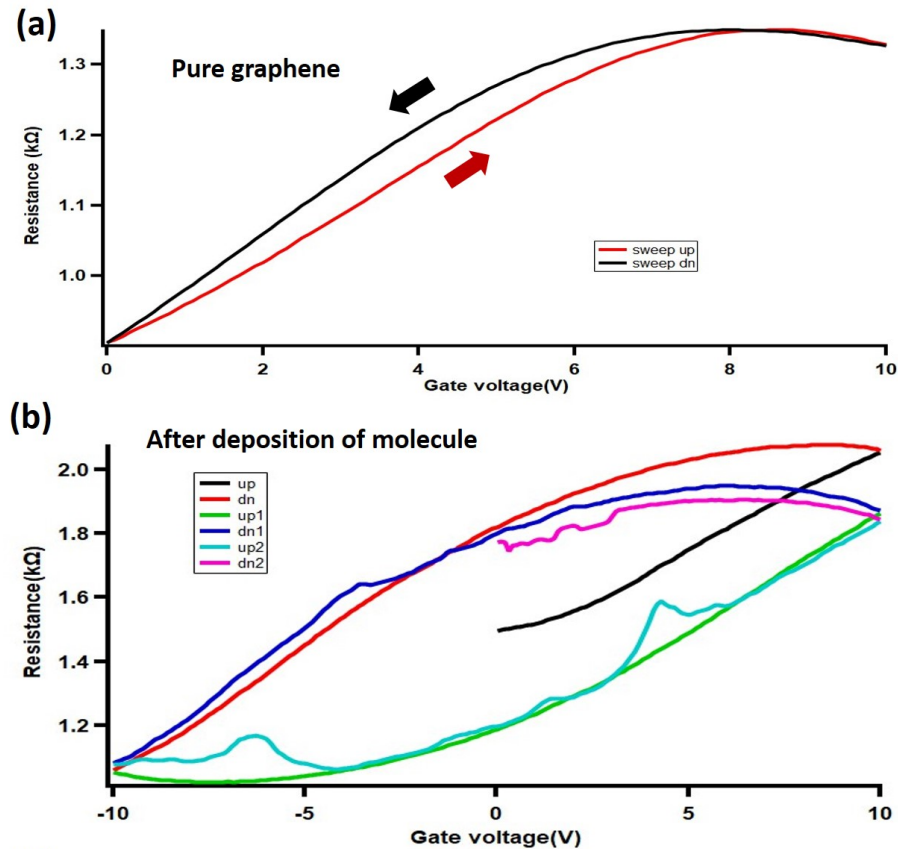 (a)
Pure graphene
Resistance (kΩ)
1.3
1.2
1.1
1.0
sweep up
sweep dn
0 2 4 6 8 10
Gate voltage(V)
(b)
After deposition of molecule
Resistance(kΩ)
2.0
1.8
1.6
1.4
1.2
up
dn
up1
dn1
up2
dn2
-10 -5 0 5 10
Gate voltage(V)